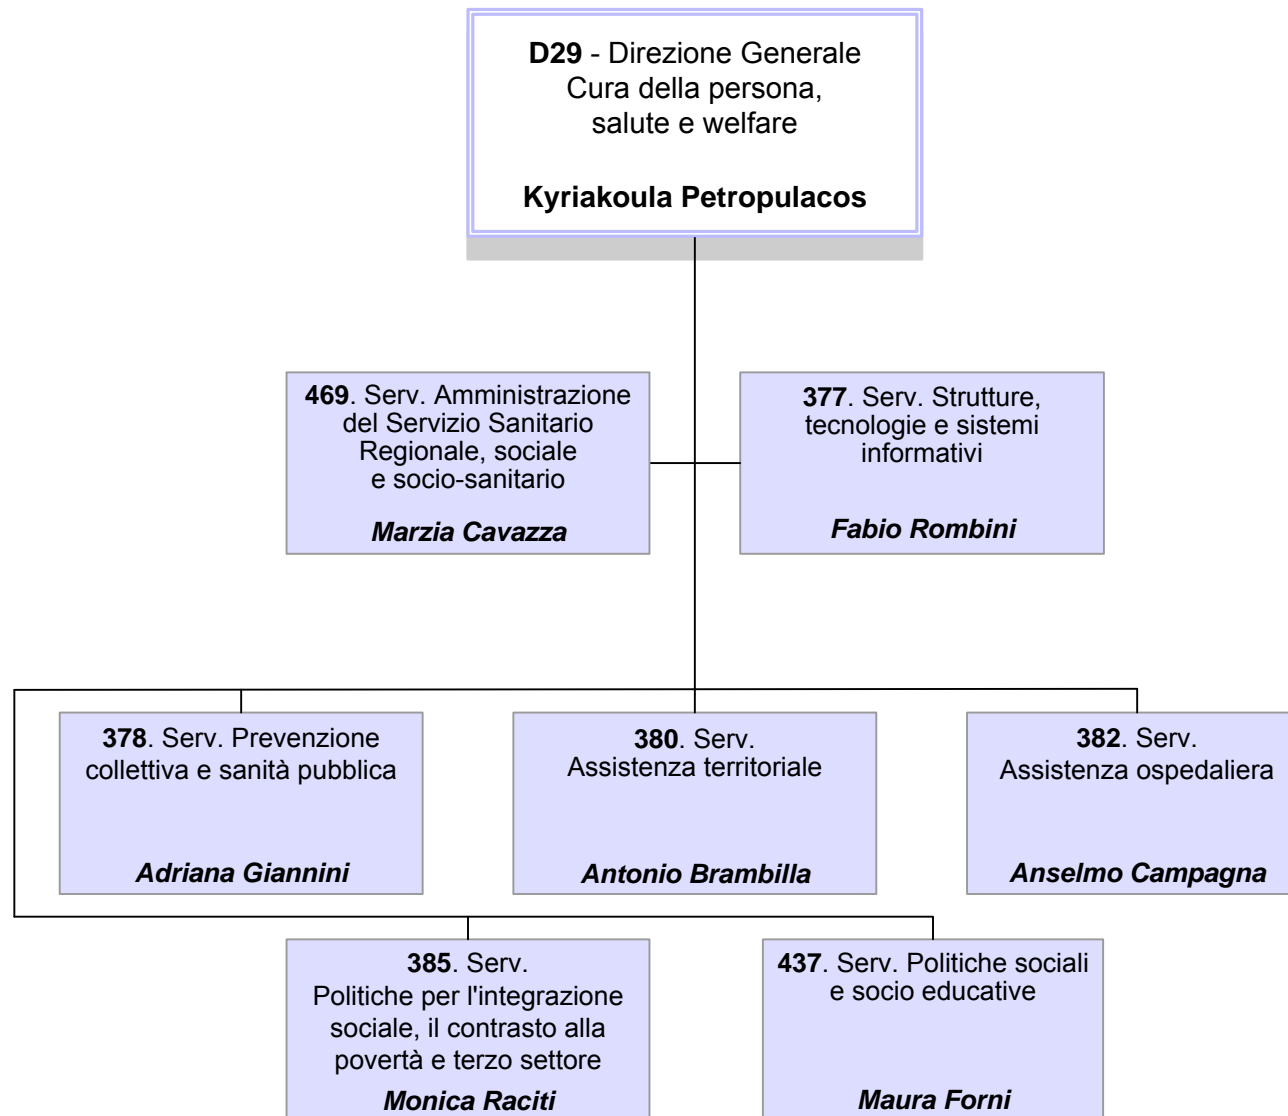 D29 - Direzione Generale
Cura della persona,
salute e welfare
Kyriakoula Petropulacos
469. Serv. Amministrazione
del Servizio Sanitario
Regionale, sociale
e socio-sanitario
Marzia Cavazza
377. Serv. Strutture,
tecnologie e sistemi
informativi
Fabio Rombini
378. Serv. Prevenzione
collettiva e sanità pubblica
Adriana Giannini
380. Serv.
Assistenza territoriale
Antonio Brambilla
382. Serv.
Assistenza ospedaliera
Anselmo Campagna
385. Serv.
Politiche per l'integrazione
sociale, il contrasto alla
povertà e terzo settore
Monica Raciti
437. Serv. Politiche sociali
e socio educative
Maura Forni